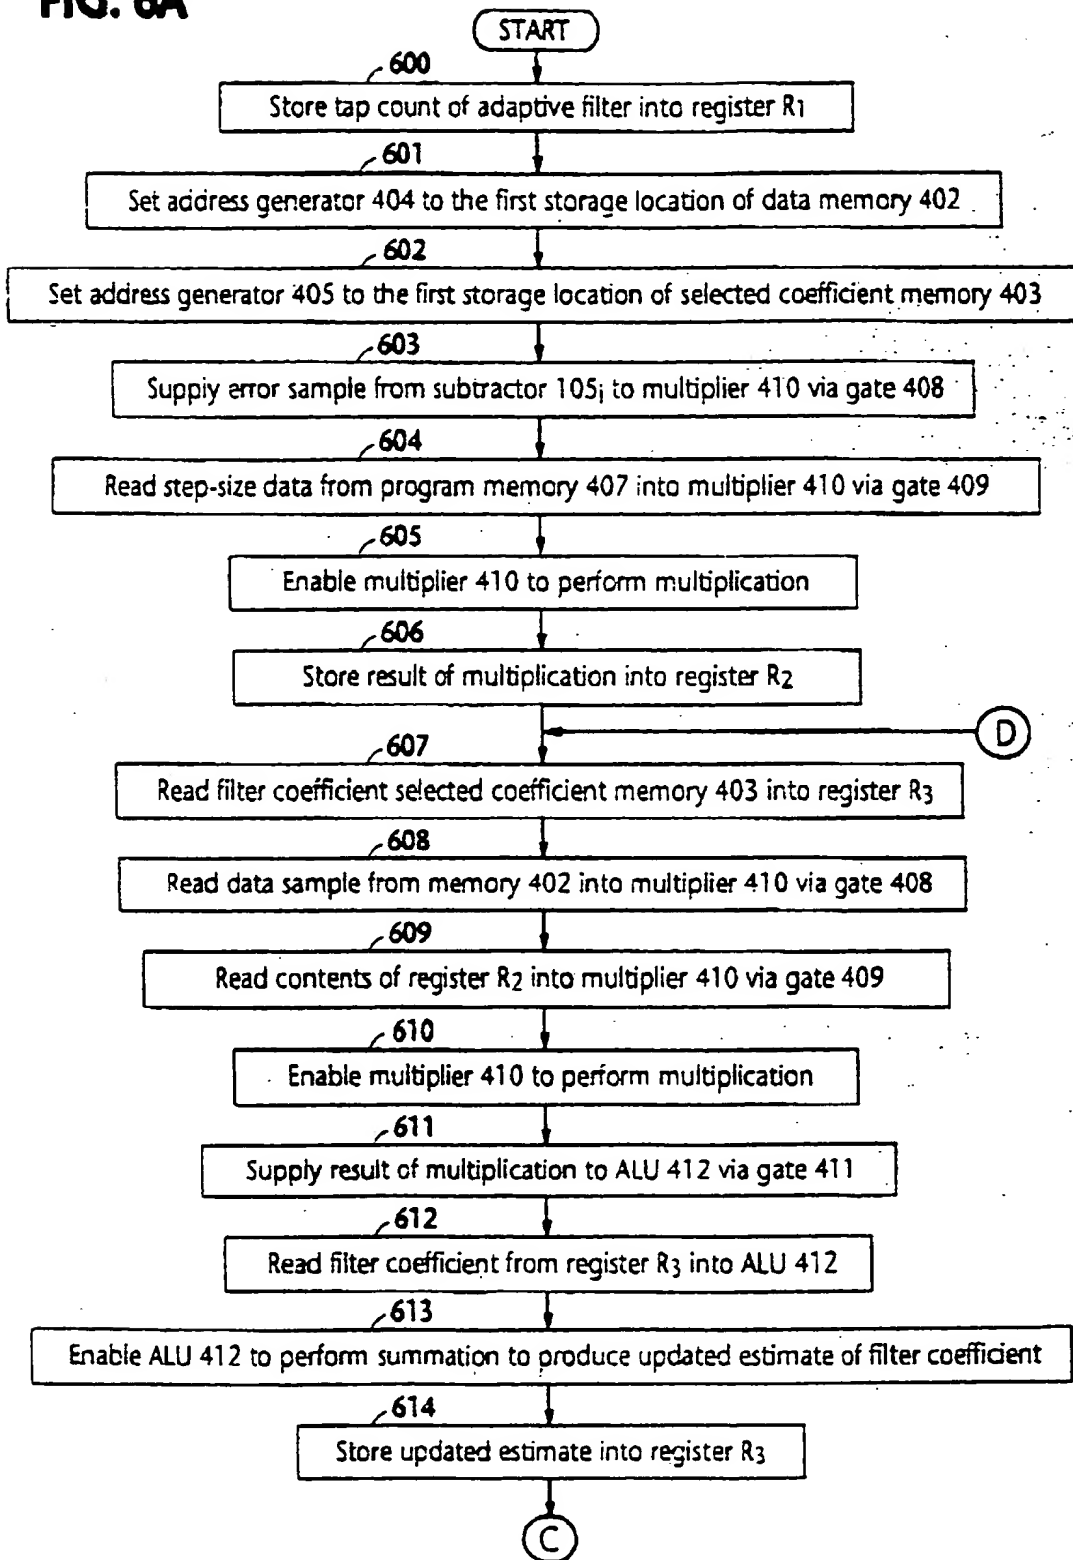 FIG. 6A
START
600
Store tap count of adaptive filter into register R1
601
Set address generator 404 to the first storage location of data memory 402
602
Set address generator 405 to the first storage location of selected coefficient memory 403
603
Supply error sample from subtractor 105i to multiplier 410 via gate 408
604
Read step-size data from program memory 407 into multiplier 410 via gate 409
605
Enable multiplier 410 to perform multiplication
606
Store result of multiplication into register R2
D
607
Read filter coefficient selected coefficient memory 403 into register R3
608
Read data sample from memory 402 into multiplier 410 via gate 408
609
Read contents of register R2 into multiplier 410 via gate 409
610
Enable multiplier 410 to perform multiplication
611
Supply result of multiplication to ALU 412 via gate 411
612
Read filter coefficient from register R3 into ALU 412
613
Enable ALU 412 to perform summation to produce updated estimate of filter coefficient
614
Store updated estimate into register R3
C